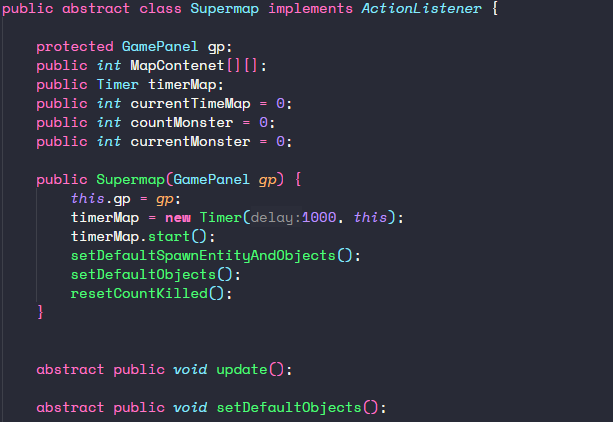 public abstract class Supermap implements ActionListener {
protected GamePanel gp;
public int MapContenet[][];
public Timer timerMap;
public int currentTimeMap = 0;
public int countMonster = 0;
public int currentMonster = 0;
public Supermap(GamePanel gp) {
this.gp = gp;
timerMap = new Timer(delay:1000, this);
timerMap.start();
setDefaultSpawnEntityAndObjects();
setDefaultObjects();
resetCountKilled();
}
abstract public void update();
abstract public void setDefaultObjects();